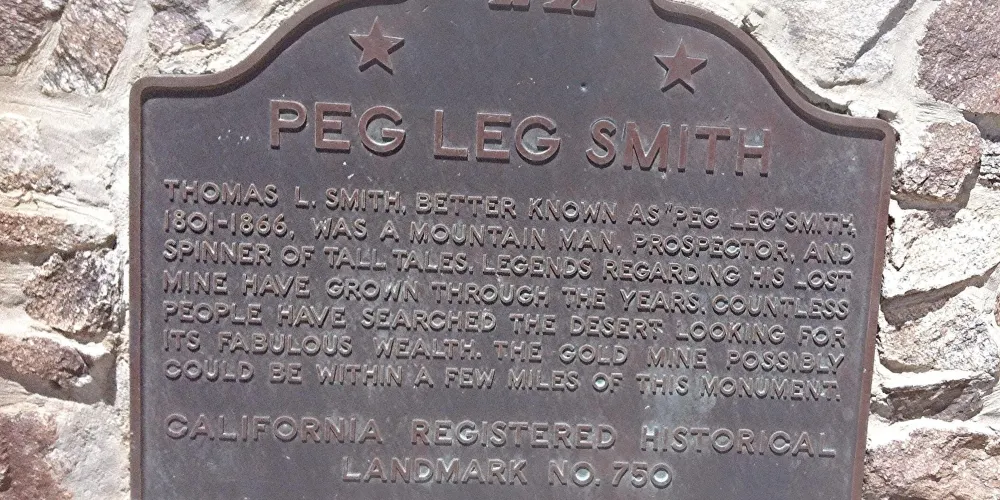 PEG LEG SMITH
THOMAS L. SMITH, BETTER KNOWN AS "PEG LEG" SMITH,
1801-1866, WAS A MOUNTAIN MAN, PROSPECTOR, AND
SPINNER OF TALL TALES. LEGENDS REGARDING HIS LOST
MINE HAVE GROWN THROUGH THE YEARS. COUNTLESS
PEOPLE HAVE SEARCHED THE DESERT LOOKING FOR
ITS FABULOUS WEALTH. THE GOLD MINE POSSIBLY
COULD BE WITHIN A FEW MILES OF THIS MONUMENT.
CALIFORNIA REGISTERED HISTORICAL
LANDMARK NO. 750